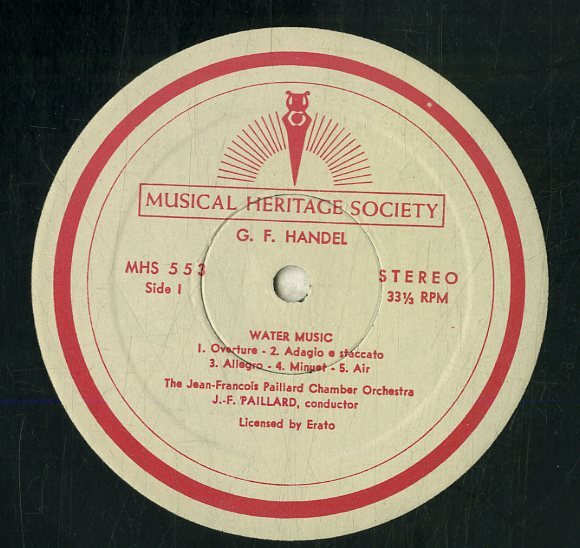 MUSICAL HERITAGE SOCIETY
G. F. HANDEL
MHS 553
Side 1
STEREO
33⅓ RPM
WATER MUSIC
1. Overture - 2. Adagio e staccato
3. Allegro - 4. Minuet - 5. Air
The Jean-Francois Paillard Chamber Orchestra
J.-F. PAILLARD, conductor
Licensed by Erato